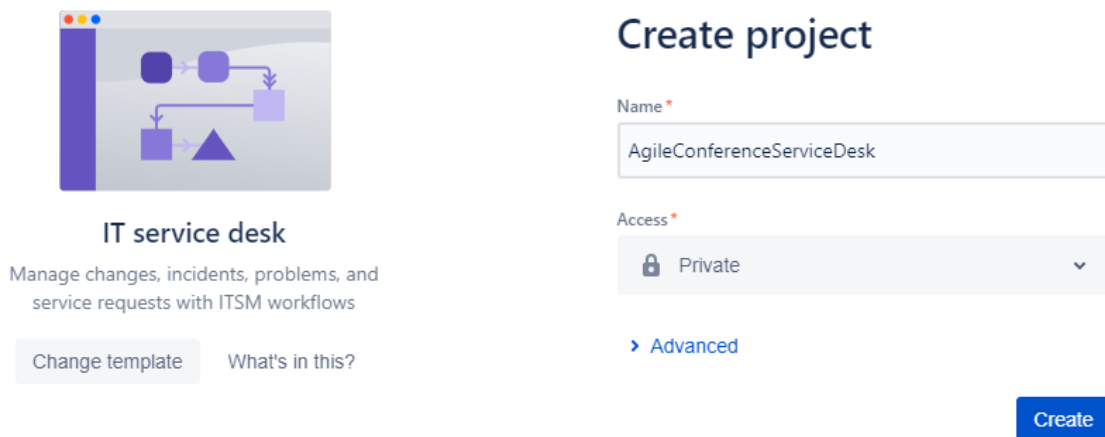 IT service desk
Manage changes, incidents, problems, and
service requests with ITSM workflows
Change template
What's in this?
Create project
Name*
AgileConferenceServiceDesk
Access*
Private
Advanced
Create